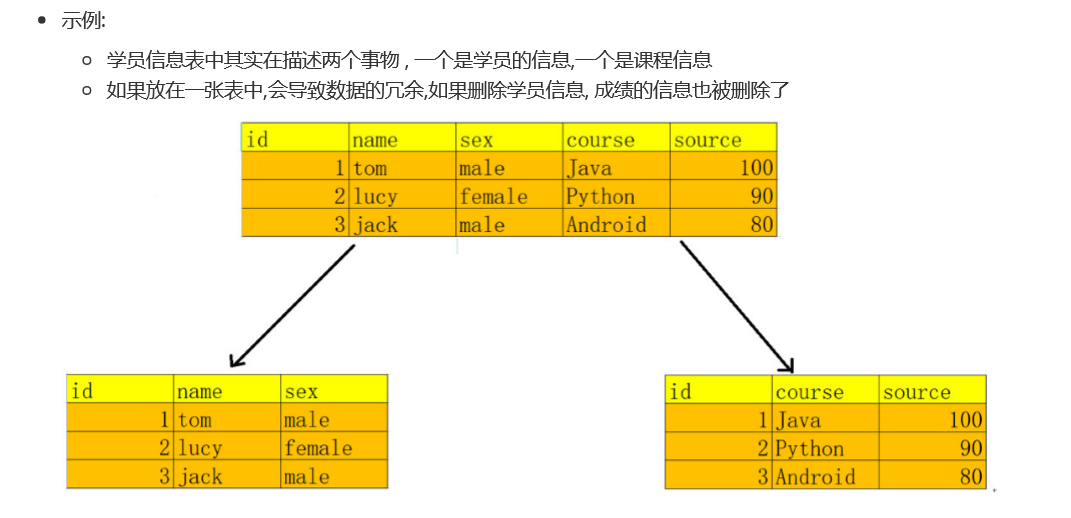 示例:
学员信息表中其实在描述两个事物 , 一个是学员的信息,一个是课程信息
如果放在一张表中,会导致数据的冗余,如果删除学员信息, 成绩的信息也被删除了
id name sex course source
1 tom male Java 100
2 lucy female Python 90
3 jack male Android 80
id name sex
1 tom male
2 lucy female
3 jack male
id course source
1 Java 100
2 Python 90
3 Android 80